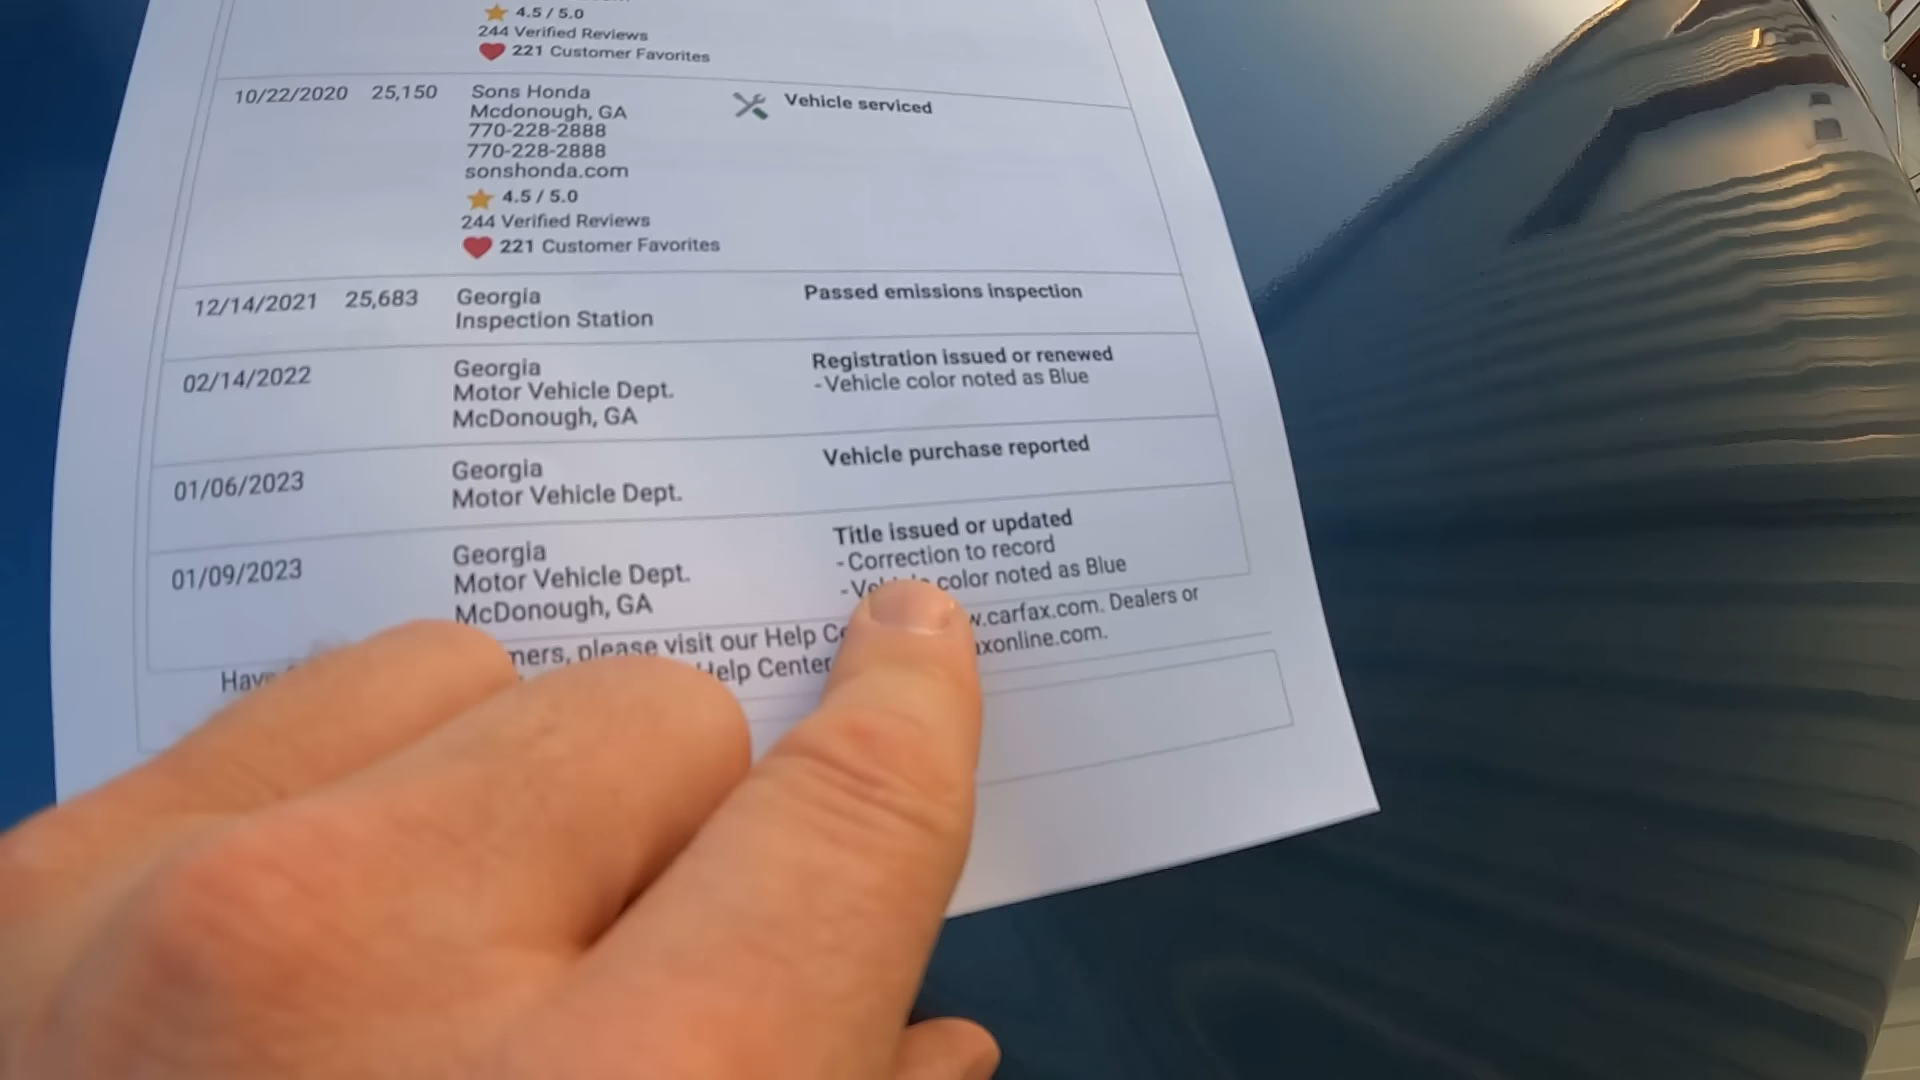 4.5 / 5.0
244 Verified Reviews
221 Customer Favorites
10/22/2020 25,150 Sons Honda Vehicle serviced
Mcdonough, GA
770-228-2888
770-228-2888
sonshonda.com
4.5 / 5.0
244 Verified Reviews
221 Customer Favorites
12/14/2021 25,683 Georgia Passed emissions inspection
Inspection Station
02/14/2022 Georgia Registration issued or renewed
Motor Vehicle Dept. - Vehicle color noted as Blue
McDonough, GA
01/06/2023 Georgia Vehicle purchase reported
Motor Vehicle Dept.
01/09/2023 Georgia Title issued or updated
Motor Vehicle Dept. - Correction to record
McDonough, GA - Vehicle color noted as Blue
please visit our Help .carfax.com. Dealers or
Help Center